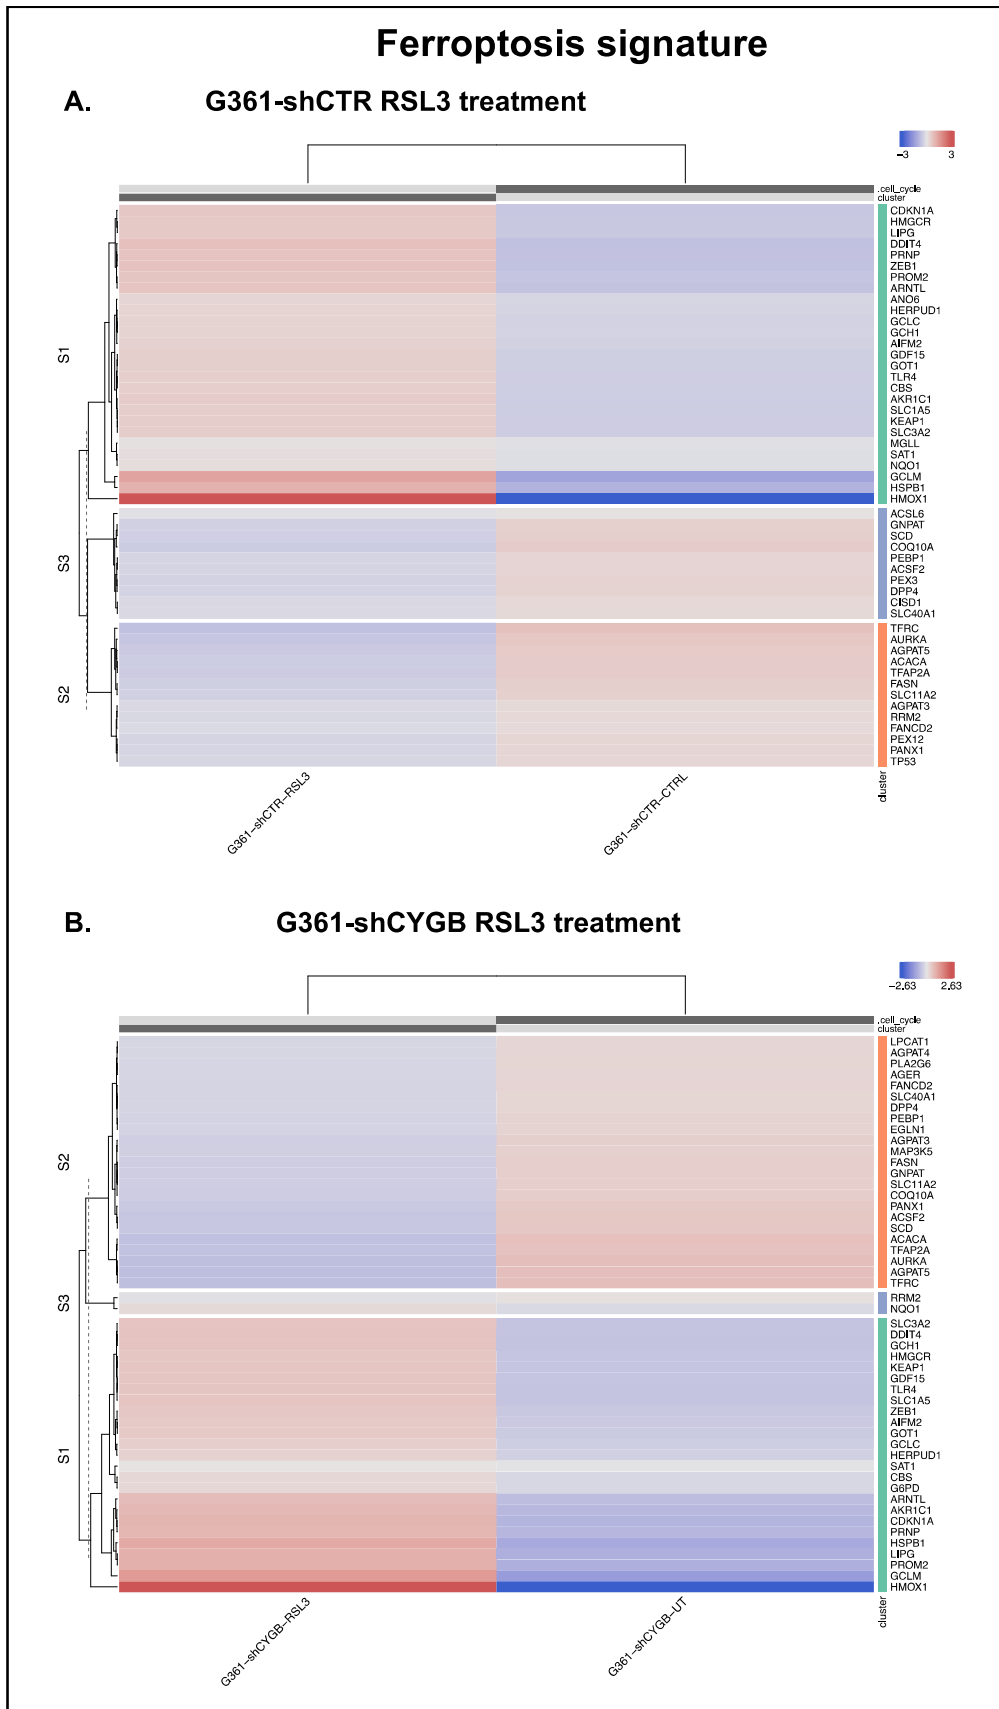 Ferroptosis signature
A. G361-shCTR RSL3 treatment
−3 3
.cell_cycle
cluster
S1
CDKN1A
HMGCR
LIPG
DDIT4
PRNP
ZEB1
PROM2
ARNTL
ANO6
HERPUD1
GCLC
GCH1
AIFM2
GDF15
GOT1
TLR4
CBS
AKR1C1
SLC1A5
KEAP1
SLC3A2
MGLL
SAT1
NQO1
GCLM
HSPB1
HMOX1
S3
ACSL6
GNPAT
SCD
COQ10A
PEBP1
ACSF2
PEX3
DPP4
CISD1
SLC40A1
S2
TFRC
AURKA
AGPAT5
ACACA
TFAP2A
FASN
SLC11A2
AGPAT3
RRM2
FANCD2
PEX12
PANX1
TP53
cluster
G361−shCTR−RSL3
G361−shCTR−CTRL
B. G361-shCYGB RSL3 treatment
−2.63 2.63
.cell_cycle
cluster
S2
LPCAT1
AGPAT4
PLA2G6
AGER
FANCD2
SLC40A1
DPP4
PEBP1
EGLN1
AGPAT3
MAP3K5
FASN
GNPAT
SLC11A2
COQ10A
PANX1
ACSF2
SCD
ACACA
TFAP2A
AURKA
AGPAT5
TFRC
S3
RRM2
NQO1
S1
SLC3A2
DDIT4
GCH1
HMGCR
KEAP1
GDF15
TLR4
SLC1A5
ZEB1
AIFM2
GOT1
GCLC
HERPUD1
SAT1
CBS
G6PD
ARNTL
AKR1C1
CDKN1A
PRNP
HSPB1
LIPG
PROM2
GCLM
HMOX1
cluster
G361−shCYGB−RSL3
G361−shCYGB−UT